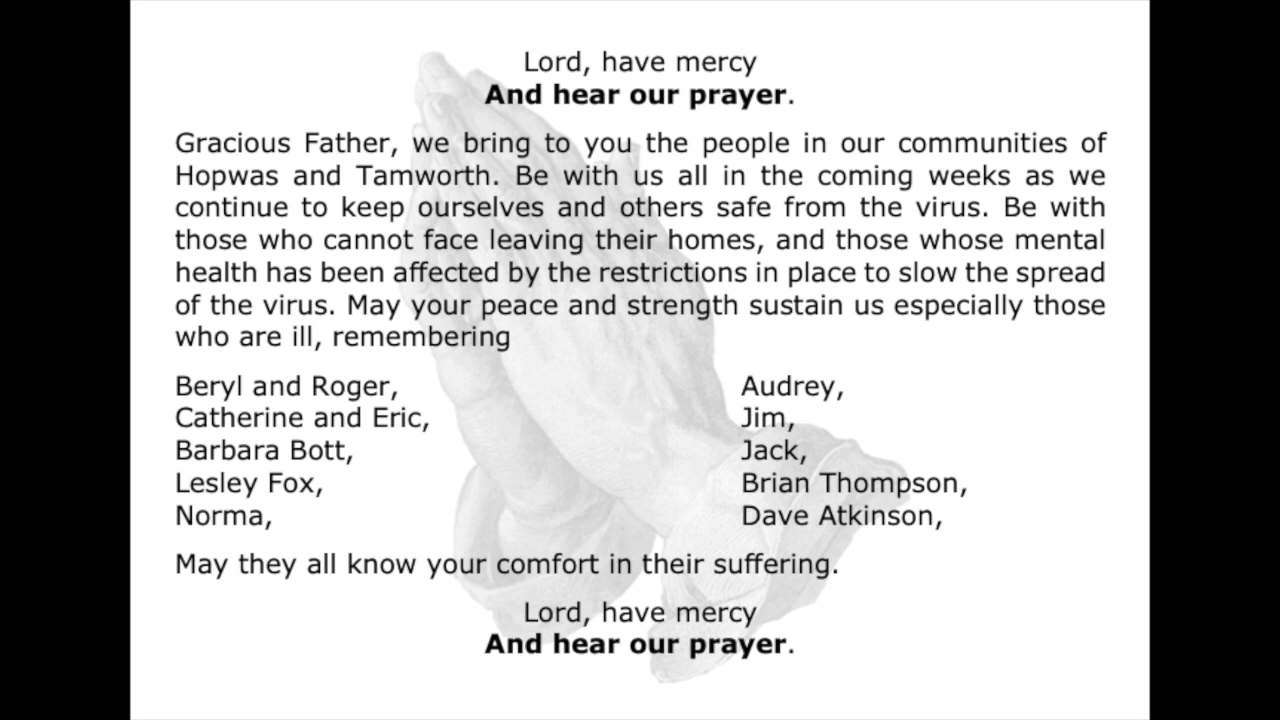 Lord, have mercy
And hear our prayer.
Gracious Father, we bring to you the people in our communities of
Hopwas and Tamworth. Be with us all in the coming weeks as we
continue to keep ourselves and others safe from the virus. Be with
those who cannot face leaving their homes, and those whose mental
health has been affected by the restrictions in place to slow the spread
of the virus. May your peace and strength sustain us especially those
who are ill, remembering
Beryl and Roger,
Catherine and Eric,
Barbara Bott,
Lesley Fox,
Norma,
Audrey,
Jim,
Jack,
Brian Thompson,
Dave Atkinson,
May they all know your comfort in their suffering.
Lord, have mercy
And hear our prayer.